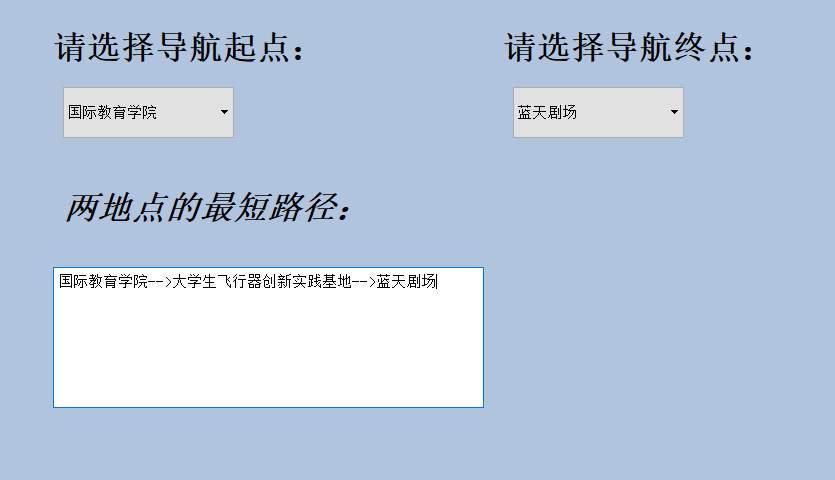 请选择导航起点：
请选择导航终点：
国际教育学院
蓝天剧场
两地点的最短路径：
国际教育学院-->大学生飞行器创新实践基地-->蓝天剧场